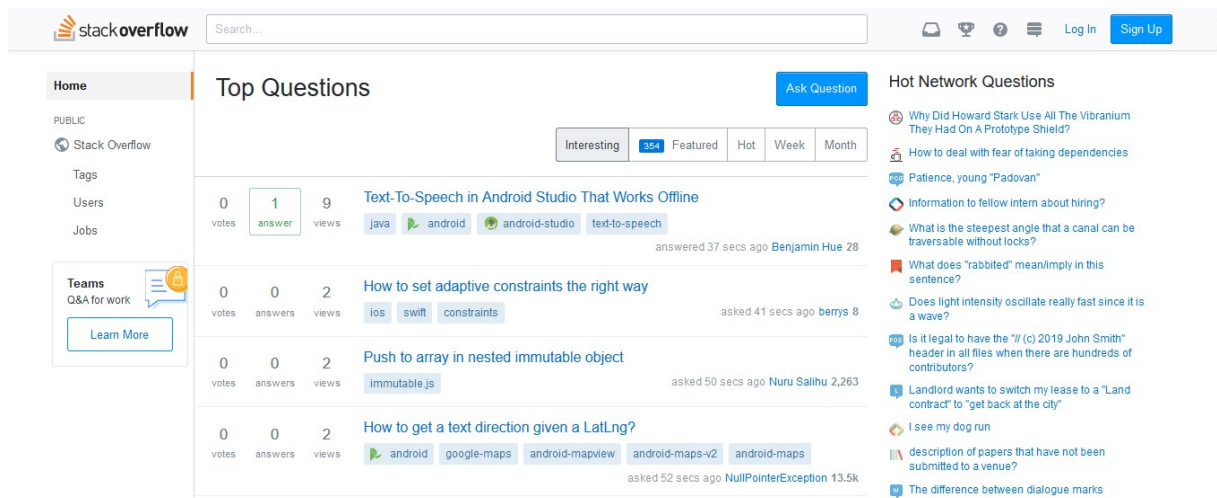 stackoverflow
Search...
Log In
Sign Up
Home
PUBLIC
Stack Overflow
Tags
Users
Jobs
Teams
Q&A for work
Learn More
Top Questions
Ask Question
Interesting
354 Featured
Hot
Week
Month
0 1 9
votes answer views
Text-To-Speech in Android Studio That Works Offline
java android android-studio text-to-speech
answered 37 secs ago Benjamin Hue 28
0 0 2
votes answers views
How to set adaptive constraints the right way
ios swift constraints
asked 41 secs ago berrys 8
0 0 2
votes answers views
Push to array in nested immutable object
immutable.js
asked 50 secs ago Nuru Salihu 2,263
0 0 2
votes answers views
How to get a text direction given a LatLng?
android google-maps android-mapview android-maps-v2 android-maps
asked 52 secs ago NullPointerException 13.5k
Hot Network Questions
Why Did Howard Stark Use All The Vibranium
They Had On A Prototype Shield?
How to deal with fear of taking dependencies
PCG
Patience, young "Padovan"
Information to fellow intern about hiring?
What is the steepest angle that a canal can be
traversable without locks?
What does "rabbited" mean/imply in this
sentence?
Does light intensity oscillate really fast since it is
a wave?
Is it legal to have the "// (c) 2019 John Smith"
header in all files when there are hundreds of
contributors?
L
Landlord wants to switch my lease to a "Land
contract" to "get back at the city"
I see my dog run
description of papers that have not been
submitted to a venue?
The difference between dialogue marks